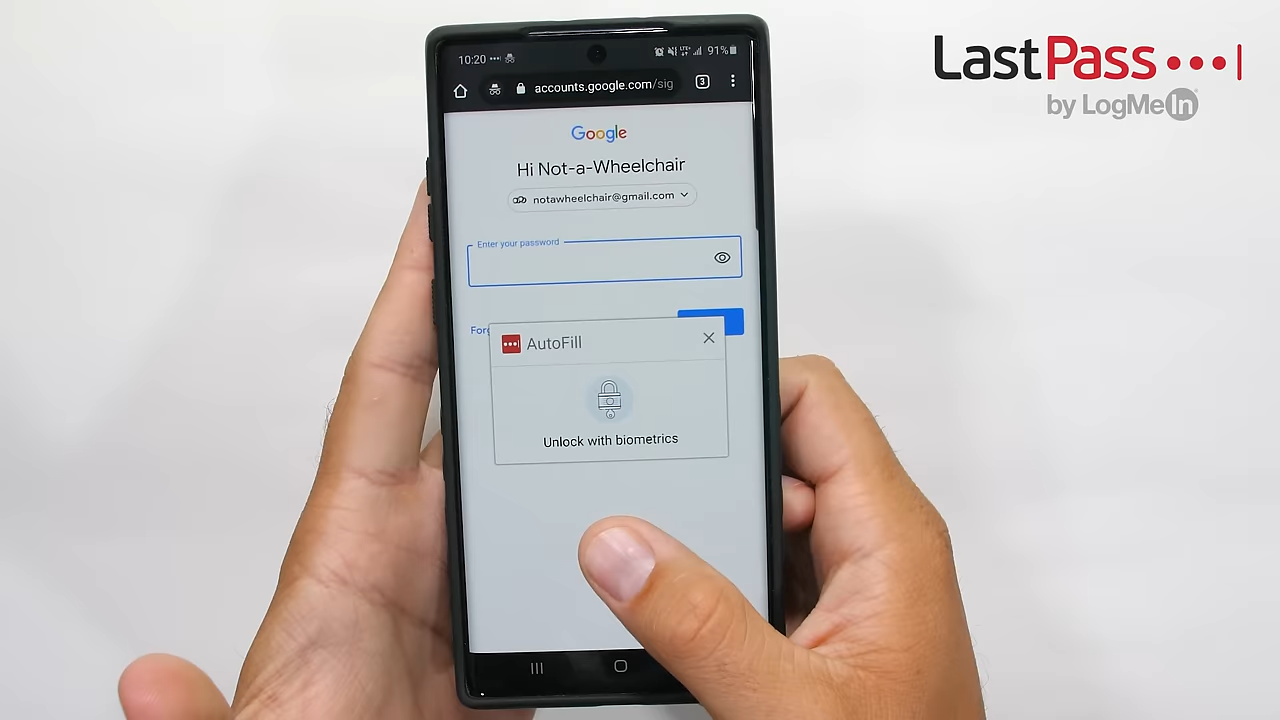 LastPass
by LogMeIn
10:20
91%
accounts.google.com/sig
3
Google
Hi Not-a-Wheelchair
notawheelchair@gmail.com
Enter your password
Forg
AutoFill
Unlock with biometrics